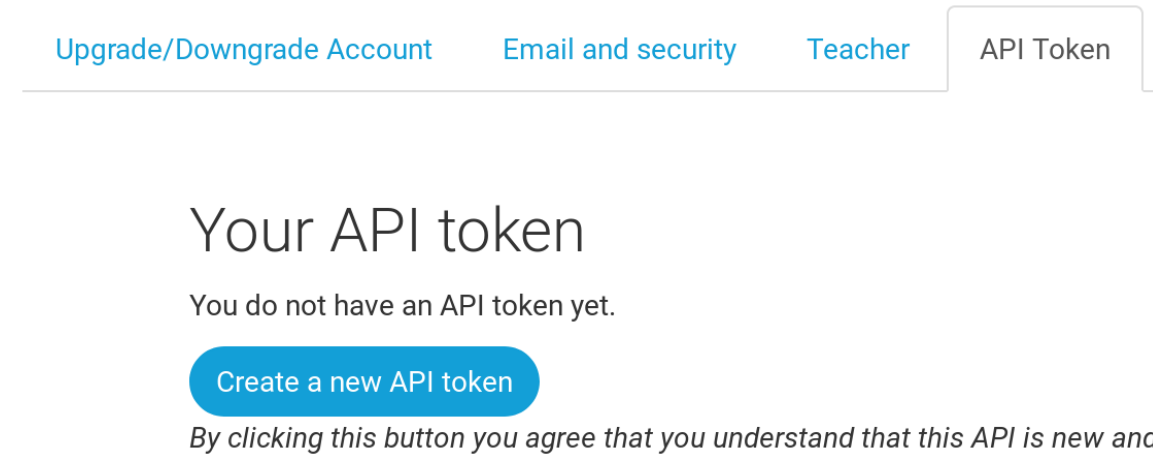 Upgrade/Downgrade Account Email and security Teacher API Token
Your API token
You do not have an API token yet.
Create a new API token
By clicking this button you agree that you understand that this API is new and